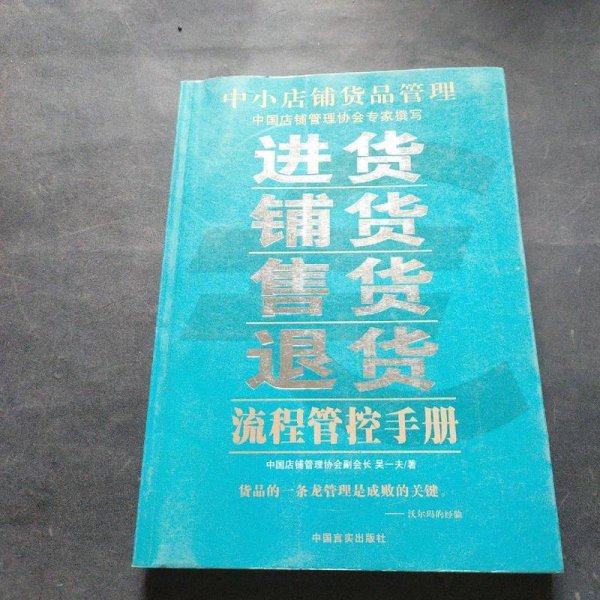 中小店铺货品管理
中国店铺管理协会专家撰写
进货
铺货
售货
退货
流程管控手册
中国店铺管理协会副会长 吴一夫/著
货品的一条龙管理是成败的关键。
——沃尔玛的经验
中国言实出版社